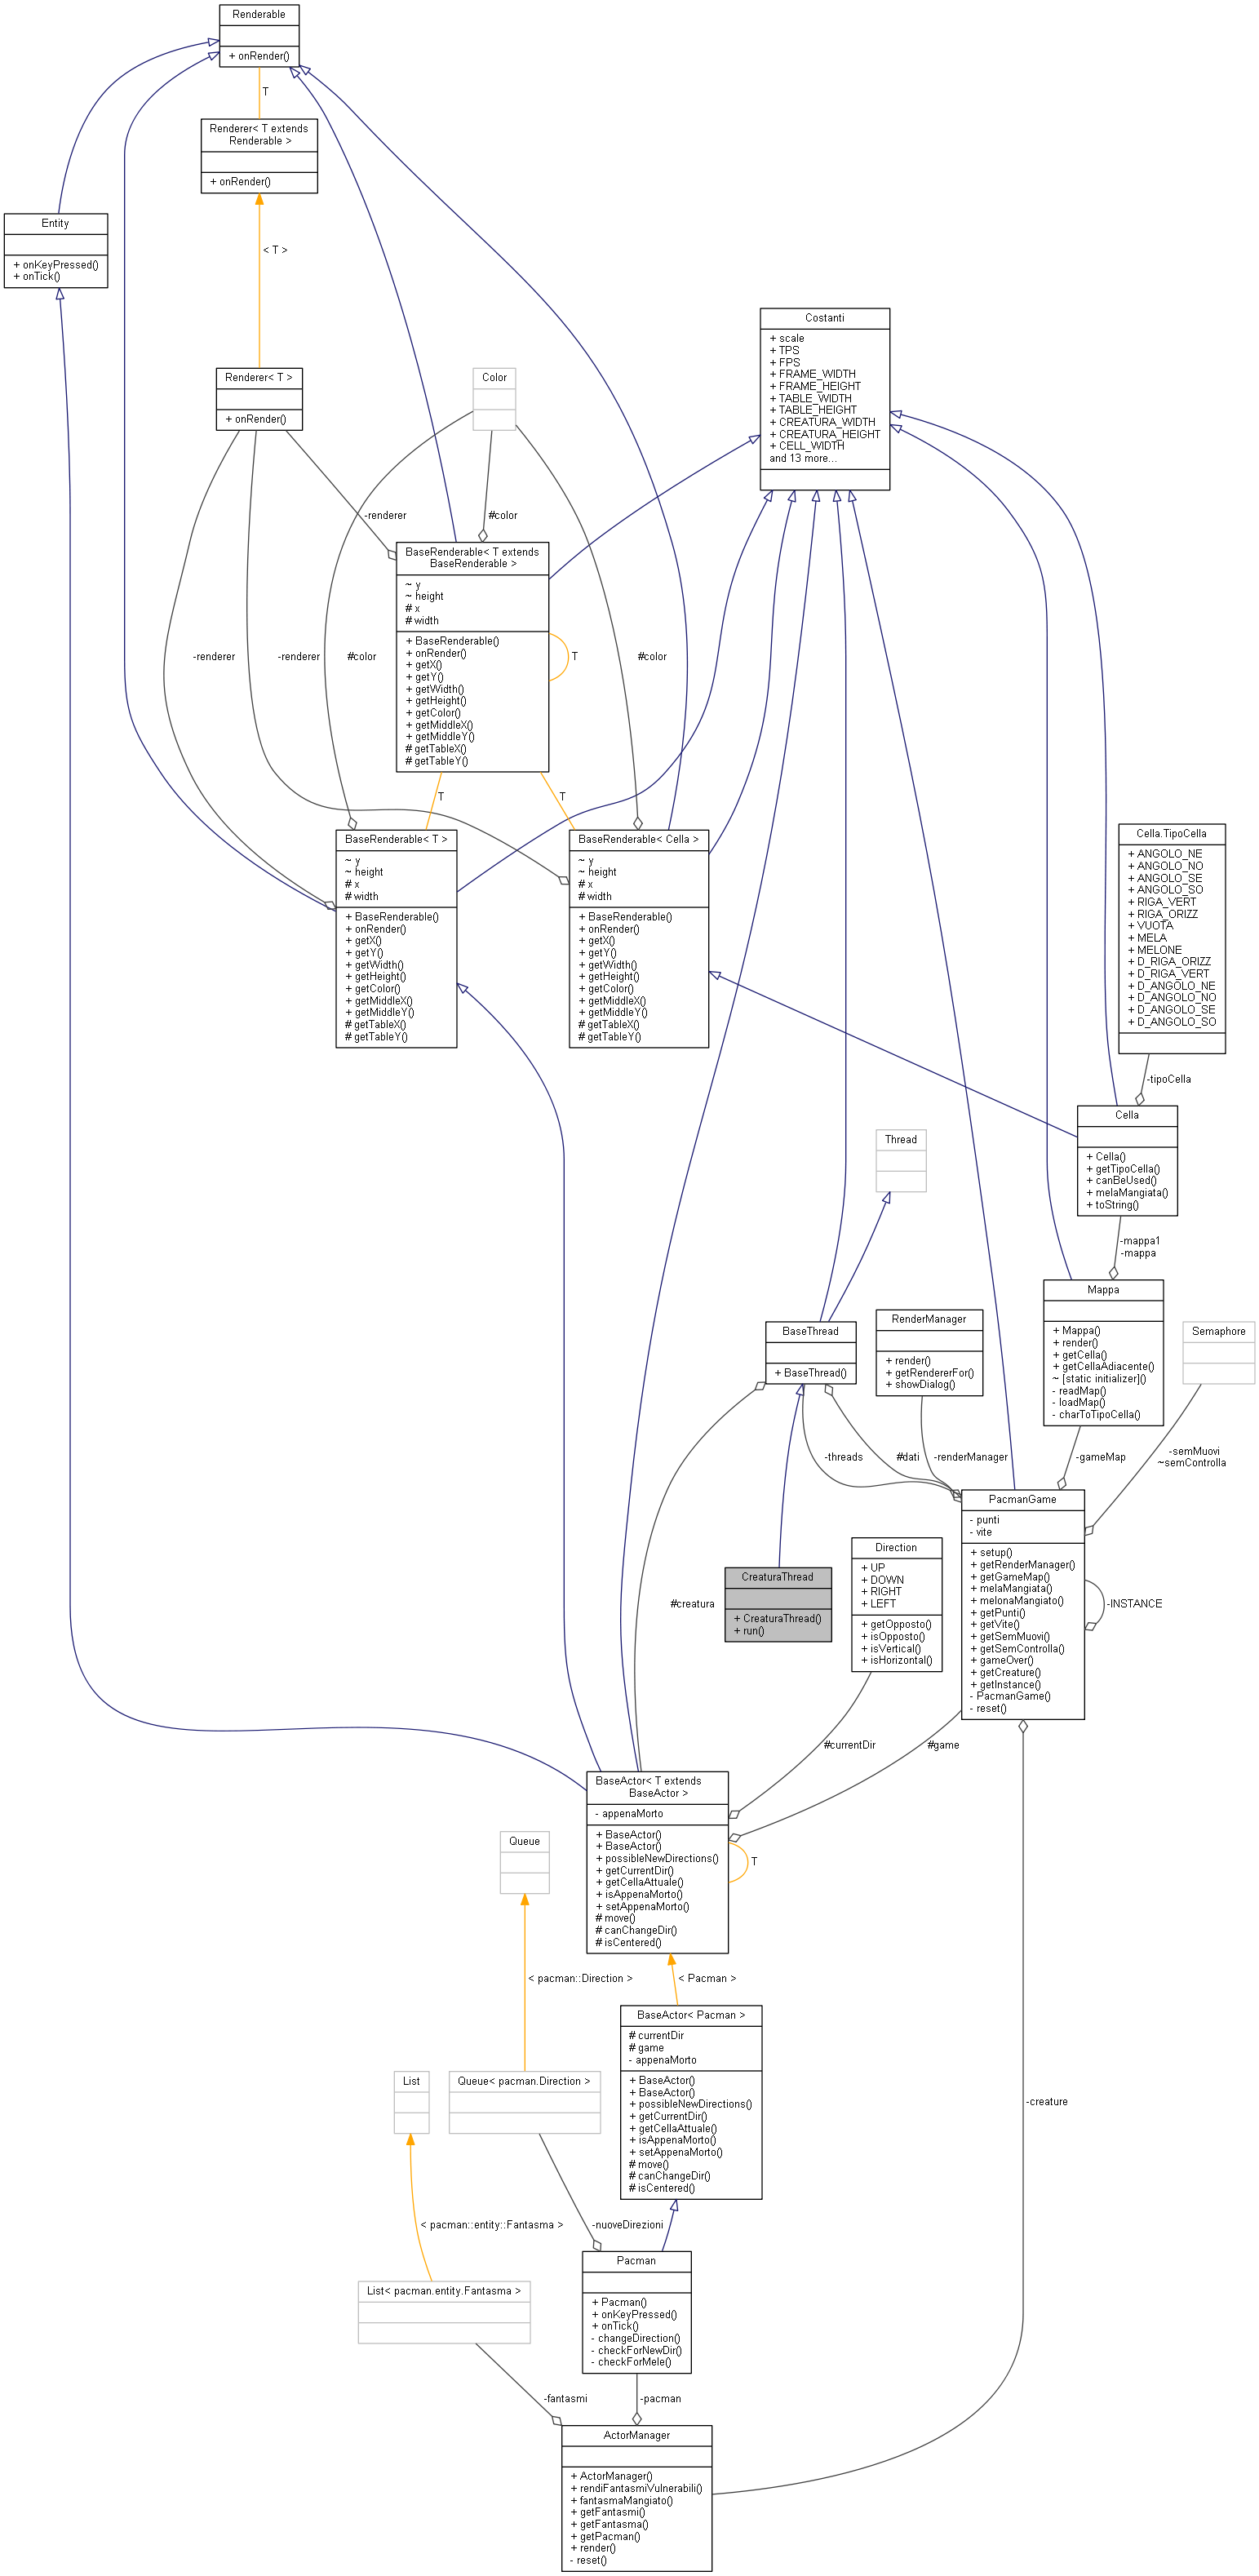 Renderable
+ onRender()
T
Renderer< T extends
Renderable >
+ onRender()
Entity
+ onKeyPressed()
+ onTick()
< T >
Costanti
+ scale
+ TPS
+ FPS
+ FRAME_WIDTH
+ FRAME_HEIGHT
+ TABLE_WIDTH
+ TABLE_HEIGHT
+ CREATURA_WIDTH
+ CREATURA_HEIGHT
+ CELL_WIDTH
and 13 more...
Renderer< T >
+ onRender()
Color
-renderer
#color
BaseRenderable< T extends
BaseRenderable >
~ y
~ height
# x
# width
+ BaseRenderable()
+ onRender()
+ getX()
+ getY()
+ getWidth()
+ getHeight()
+ getColor()
+ getMiddleX()
+ getMiddleY()
# getTableX()
# getTableY()
T
-renderer
-renderer
#color
#color
T
T
BaseRenderable< T >
~ y
~ height
# x
# width
+ BaseRenderable()
+ onRender()
+ getX()
+ getY()
+ getWidth()
+ getHeight()
+ getColor()
+ getMiddleX()
+ getMiddleY()
# getTableX()
# getTableY()
BaseRenderable< Cella >
~ y
~ height
# x
# width
+ BaseRenderable()
+ onRender()
+ getX()
+ getY()
+ getWidth()
+ getHeight()
+ getColor()
+ getMiddleX()
+ getMiddleY()
# getTableX()
# getTableY()
Cella.TipoCella
+ ANGOLO_NE
+ ANGOLO_NO
+ ANGOLO_SE
+ ANGOLO_SO
+ RIGA_VERT
+ RIGA_ORIZZ
+ VUOTA
+ MELA
+ MELONE
+ D_RIGA_ORIZZ
+ D_RIGA_VERT
+ D_ANGOLO_NE
+ D_ANGOLO_NO
+ D_ANGOLO_SE
+ D_ANGOLO_SO
-tipoCella
Cella
+ Cella()
+ getTipoCella()
+ canBeUsed()
+ melaMangiata()
+ toString()
Thread
-mappa1
-mappa
Mappa
+ Mappa()
+ render()
+ getCella()
+ getCellaAdiacente()
~ [static initializer]()
- readMap()
- loadMap()
- charToTipoCella()
BaseThread
+ BaseThread()
RenderManager
+ render()
+ getRendererFor()
+ showDialog()
Semaphore
-threads
#dati
-renderManager
-gameMap
-semMuovi
~semControlla
PacmanGame
- punti
- vite
+ setup()
+ getRenderManager()
+ getGameMap()
+ melaMangiata()
+ melonaMangiato()
+ getPunti()
+ getVite()
+ getSemMuovi()
+ getSemControlla()
+ gameOver()
+ getCreature()
+ getInstance()
- PacmanGame()
- reset()
-INSTANCE
Direction
+ UP
+ DOWN
+ RIGHT
+ LEFT
+ getOpposto()
+ isOpposto()
+ isVertical()
+ isHorizontal()
CreaturaThread
+ CreaturaThread()
+ run()
#creatura
#currentDir
#game
BaseActor< T extends
BaseActor >
- appenaMorto
+ BaseActor()
+ BaseActor()
+ possibleNewDirections()
+ getCurrentDir()
+ getCellaAttuale()
+ isAppenaMorto()
+ setAppenaMorto()
# move()
# canChangeDir()
# isCentered()
T
Queue
< pacman::Direction >
< Pacman >
BaseActor< Pacman >
# currentDir
# game
- appenaMorto
+ BaseActor()
+ BaseActor()
+ possibleNewDirections()
+ getCurrentDir()
+ getCellaAttuale()
+ isAppenaMorto()
+ setAppenaMorto()
# move()
# canChangeDir()
# isCentered()
List
Queue< pacman.Direction >
-creature
< pacman::entity::Fantasma >
-nuoveDirezioni
List< pacman.entity.Fantasma >
Pacman
+ Pacman()
+ onKeyPressed()
+ onTick()
- changeDirection()
- checkForNewDir()
- checkForMele()
-fantasmi
-pacman
ActorManager
+ ActorManager()
+ rendiFantasmiVulnerabili()
+ fantasmaMangiato()
+ getFantasmi()
+ getFantasma()
+ getPacman()
+ render()
- reset()